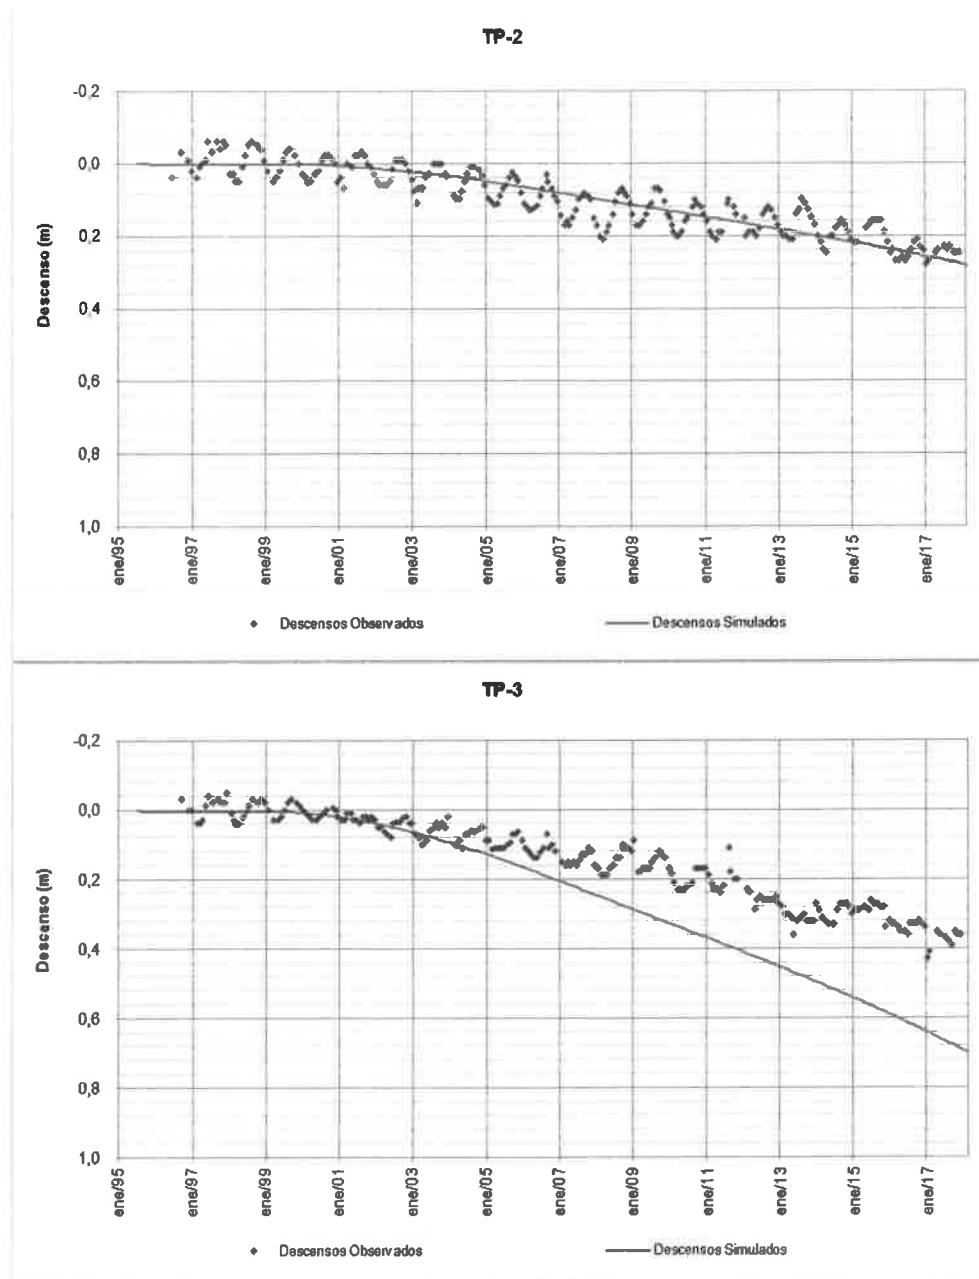 TP-2
-0,2
0,0
0,2
0,4
0,6
0,8
1,0
Descenso (m)
ene/95
ene/97
ene/99
ene/01
ene/03
ene/05
ene/07
ene/09
ene/11
ene/13
ene/15
ene/17
Descensos Observados
Descensos Simulados
TP-3
-0,2
0,0
0,2
0,4
0,6
0,8
1,0
Descenso (m)
ene/95
ene/97
ene/99
ene/01
ene/03
ene/05
ene/07
ene/09
ene/11
ene/13
ene/15
ene/17
Descensos Observados
Descensos Simulados